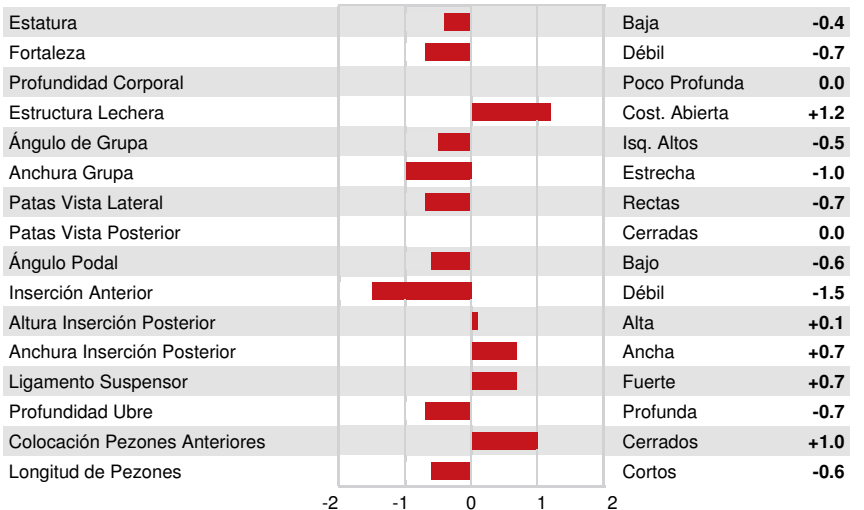 Estatura Baja -0.4
Fortaleza Débil -0.7
Profundidad Corporal Poco Profunda 0.0
Estructura Lechera Cost. Abierta +1.2
Ángulo de Grupa Isq. Altos -0.5
Anchura Grupa Estrecha -1.0
Patas Vista Lateral Rectas -0.7
Patas Vista Posterior Cerradas 0.0
Ángulo Podal Bajo -0.6
Inserción Anterior Débil -1.5
Altura Inserción Posterior Alta +0.1
Anchura Inserción Posterior Ancha +0.7
Ligamento Suspensor Fuerte +0.7
Profundidad Ubre Profunda -0.7
Colocación Pezones Anteriores Cerrados +1.0
Longitud de Pezones Cortos -0.6
-2 -1 0 1 2